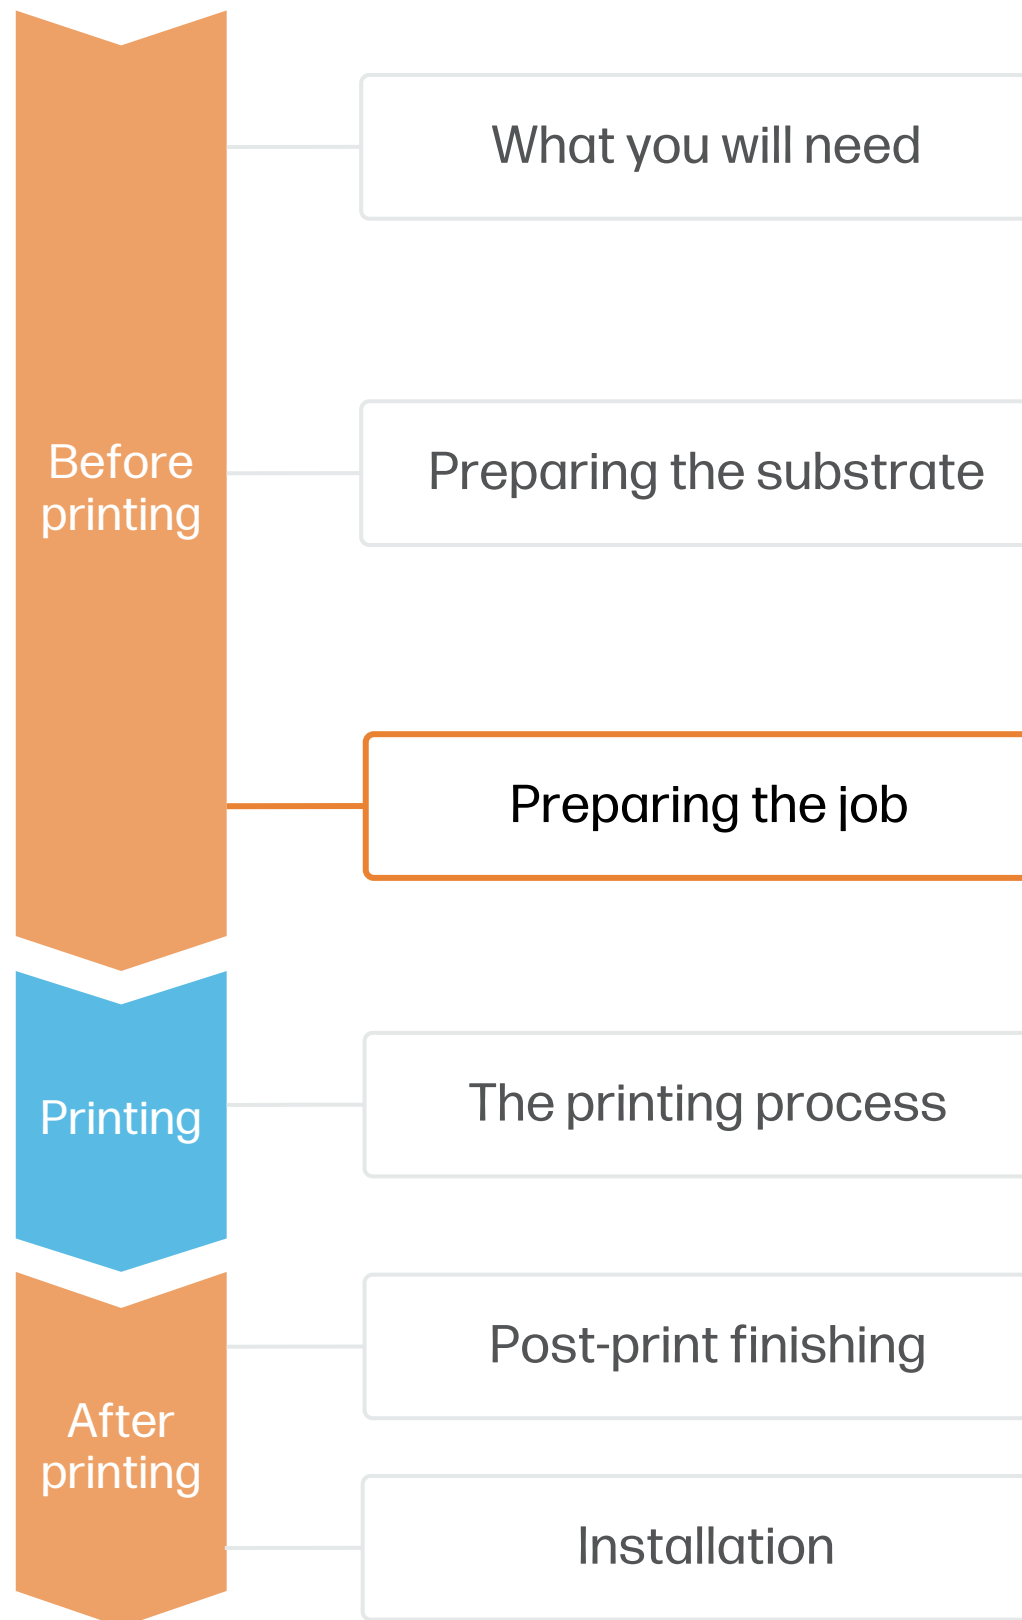 What you will need
Before
printing
Preparing the substrate
Preparing the job
Printing
The printing process
After
printing
Post-print finishing
Installation